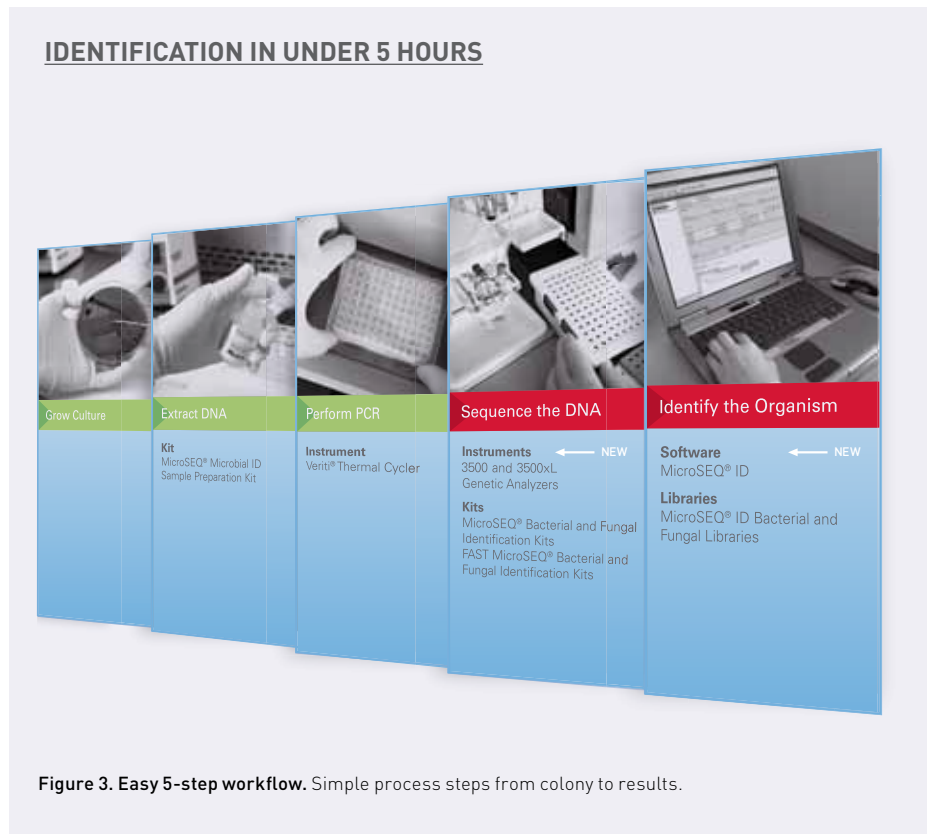 IDENTIFICATION IN UNDER 5 HOURS
Grow Culture
Extract DNA
Kit
MicroSEQ® Microbial ID
Sample Preparation Kit
Perform PCR
Instrument
Veriti® Thermal Cycler
Sequence the DNA
Instruments NEW
3500 and 3500xL
Genetic Analyzers
Kits
MicroSEQ® Bacterial and Fungal
Identification Kits
FAST MicroSEQ® Bacterial and
Fungal Identification Kits
Identify the Organism
Software NEW
MicroSEQ® ID
Libraries
MicroSEQ® ID Bacterial and
Fungal Libraries
Figure 3. Easy 5-step workflow. Simple process steps from colony to results.